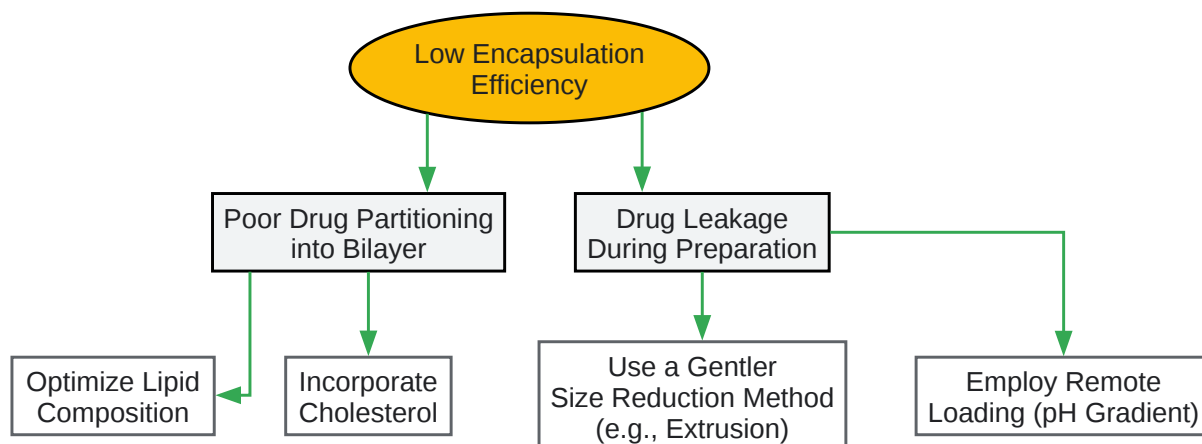 Low Encapsulation
Efficiency
Poor Drug Partitioning
into Bilayer
Drug Leakage
During Preparation
Optimize Lipid
Composition
Incorporate
Cholesterol
Use a Gentler
Size Reduction Method
(e.g., Extrusion)
Employ Remote
Loading (pH Gradient)